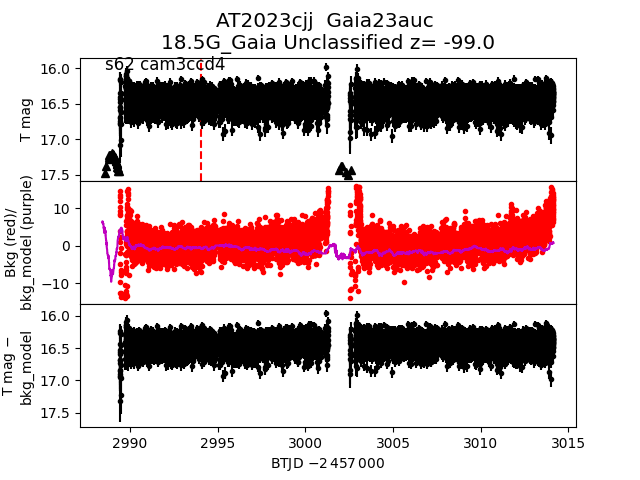 AT2023cjj  Gaia23auc
18.5G_Gaia Unclassified z= -99.0
s62 cam3ccd4
16.0
16.5
17.0
17.5
T mag
10
0
−10
Bkg (red)/
bkg_model (purple)
16.0
16.5
17.0
17.5
T mag −
bkg_model
2990
2995
3000
3005
3010
3015
BTJD −2 457 000